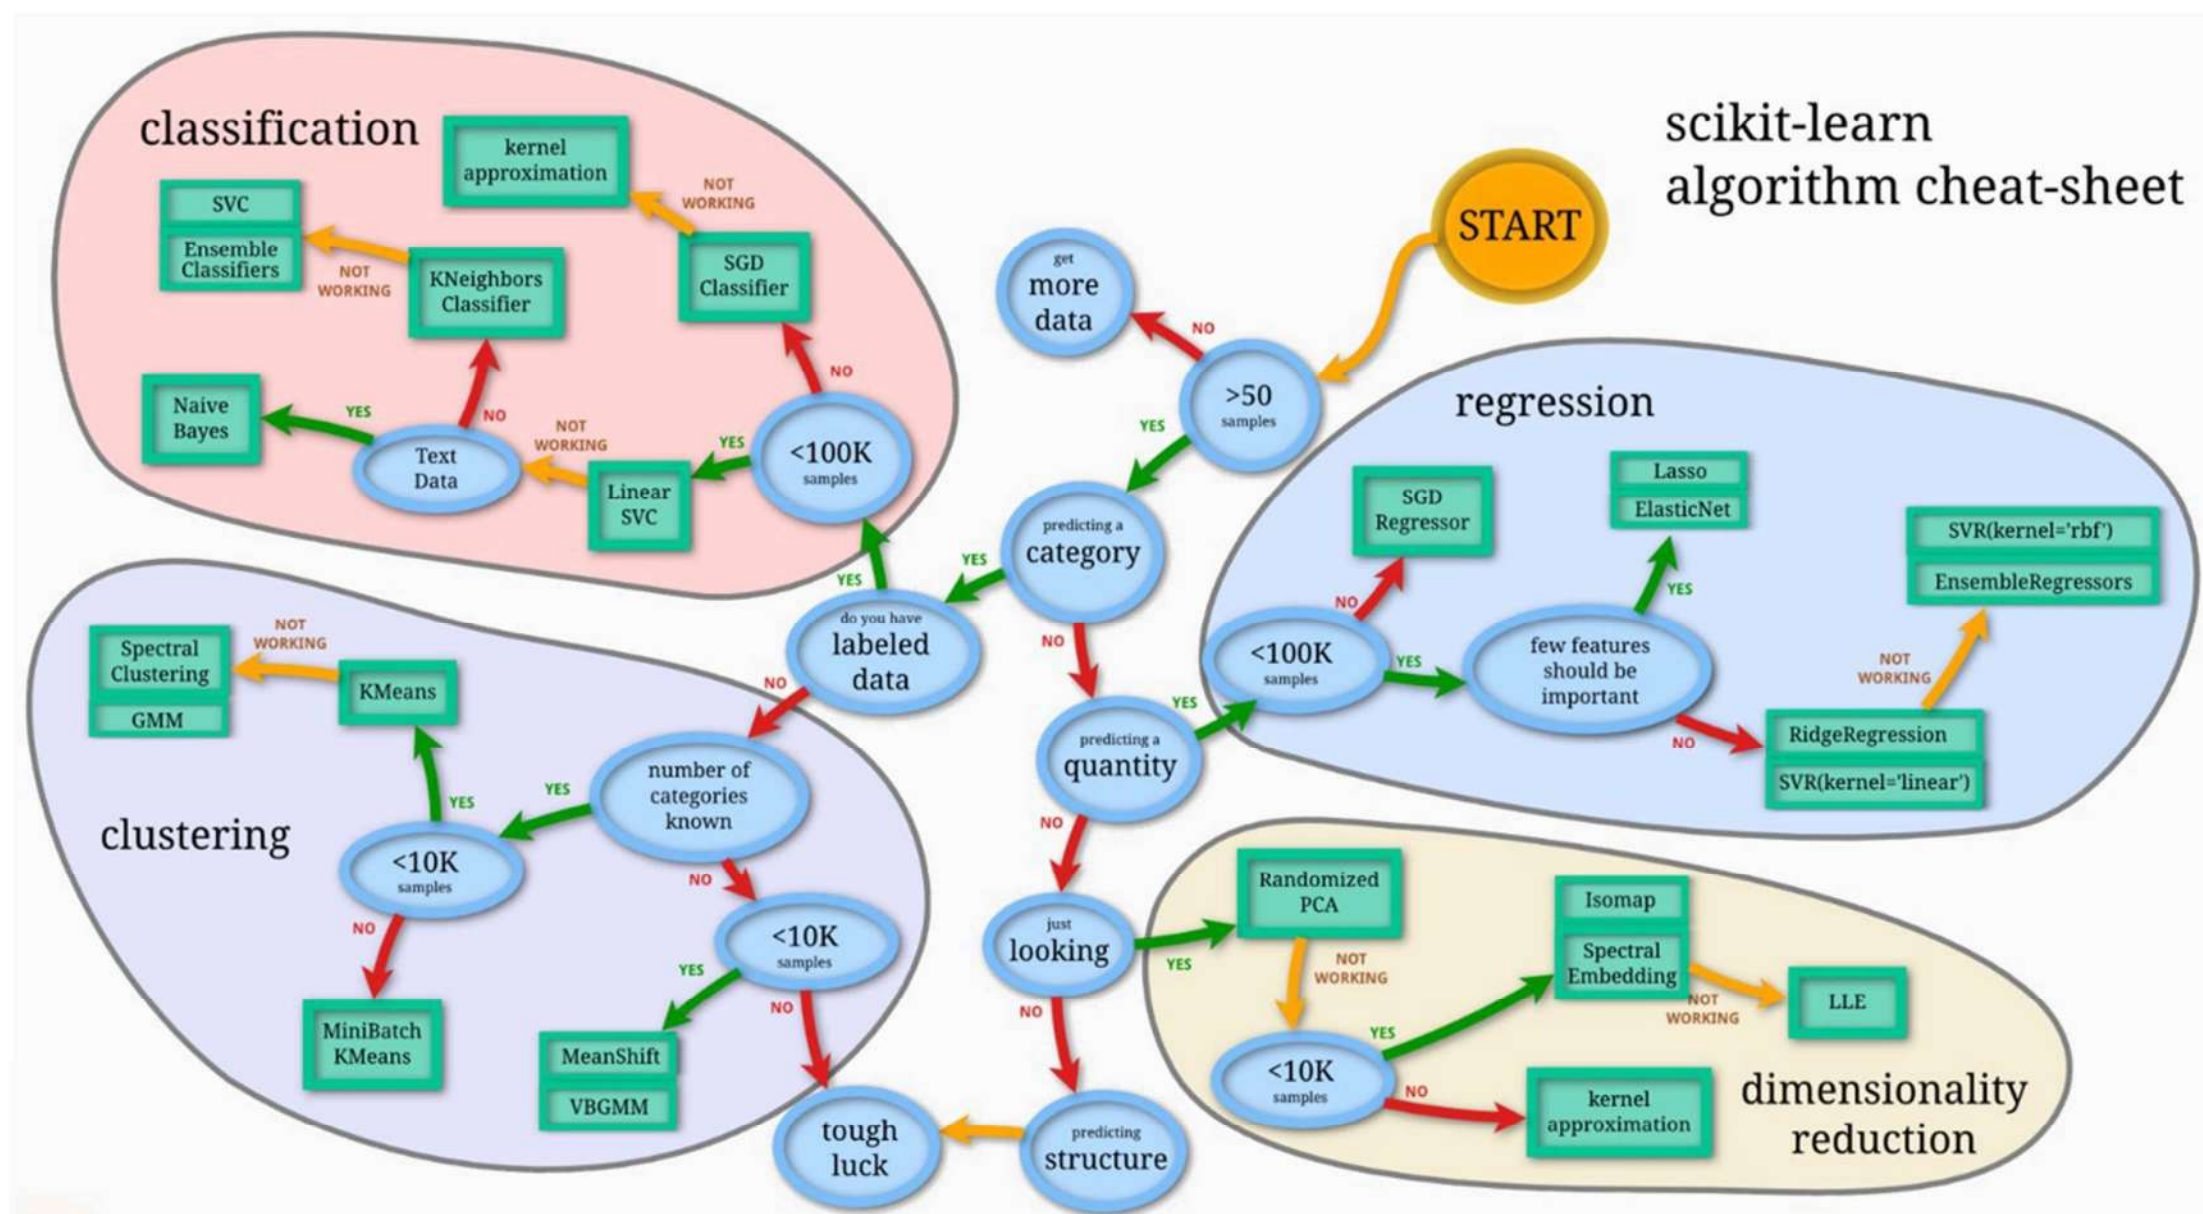 scikit-learn
algorithm cheat-sheet
START
>50
samples
NO
get
more
data
YES
predicting a
category
YES
do you have
labeled
data
NO
predicting a
quantity
YES
NO
just
looking
YES
NO
predicting
structure
tough
luck
classification
YES
<100K
samples
NO
SGD
Classifier
NOT
WORKING
kernel
approximation
YES
Linear
SVC
NOT
WORKING
Text
Data
YES
Naive
Bayes
NO
KNeighbors
Classifier
NOT
WORKING
SVC
Ensemble
Classifiers
clustering
NO
number of
categories
known
YES
<10K
samples
YES
KMeans
NOT
WORKING
Spectral
Clustering
GMM
NO
MiniBatch
KMeans
NO
<10K
samples
YES
MeanShift
VBGMM
NO
regression
<100K
samples
NO
SGD
Regressor
YES
few features
should be
important
YES
Lasso
ElasticNet
NO
RidgeRegression
SVR(kernel='linear')
NOT
WORKING
SVR(kernel='rbf')
EnsembleRegressors
dimensionality
reduction
Randomized
PCA
NOT
WORKING
<10K
samples
YES
Isomap
Spectral
Embedding
NOT
WORKING
LLE
NO
kernel
approximation